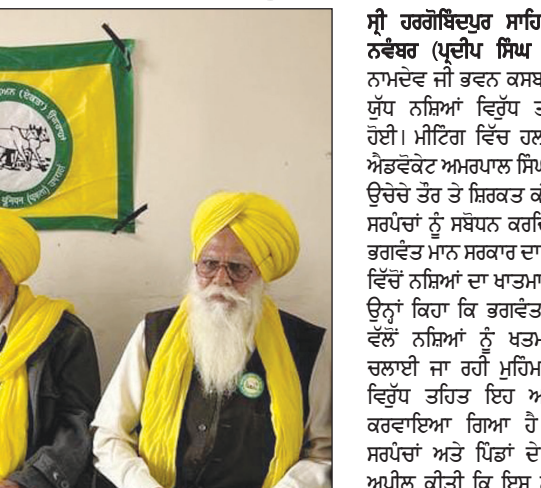 ਸ੍ਰੀ ਹਰਗੋਬਿੰਦਪੁਰ ਸਾਹਿ
ਨਵੰਬਰ (ਪ੍ਰਦੀਪ ਸਿੰਘ
ਨਾਮਦੇਵ ਜੀ ਭਵਨ ਕਸਬ
ਯੁੱਧ ਨਸ਼ਿਆਂ ਵਿਰੁੱਧ ਤ
ਹੋਈ। ਮੀਟਿੰਗ ਵਿੱਚ ਹਲ
ਐਡਵੋਕੇਟ ਅਮਰਪਾਲ ਸਿੰਘ
ਉਚੇਚੇ ਤੌਰ ਤੇ ਸ਼ਿਰਕਤ ਕੀ
ਸਰਪੰਚਾਂ ਨੂੰ ਸਬੋਧਨ ਕਰਦਿ
ਭਗਵੰਤ ਮਾਨ ਸਰਕਾਰ ਦਾ
ਵਿੱਚੋਂ ਨਸ਼ਿਆਂ ਦਾ ਖਾਤਮਾ
ਉਨ੍ਹਾਂ ਕਿਹਾ ਕਿ ਭਗਵੰਤ
ਵੱਲੋਂ ਨਸ਼ਿਆਂ ਨੂੰ ਖਤਮ
ਚਲਾਈ ਜਾ ਰਹੀ ਮੁਹਿੰਮ
ਵਿਰੁੱਧ ਤਹਿਤ ਇਹ ਅ
ਕਰਵਾਇਆ ਗਿਆ ਹੈ
ਸਰਪੰਚਾਂ ਅਤੇ ਪਿੰਡਾਂ ਦੇ
ਅਪੀਲ ਕੀਤੀ ਕਿ ਇਸ